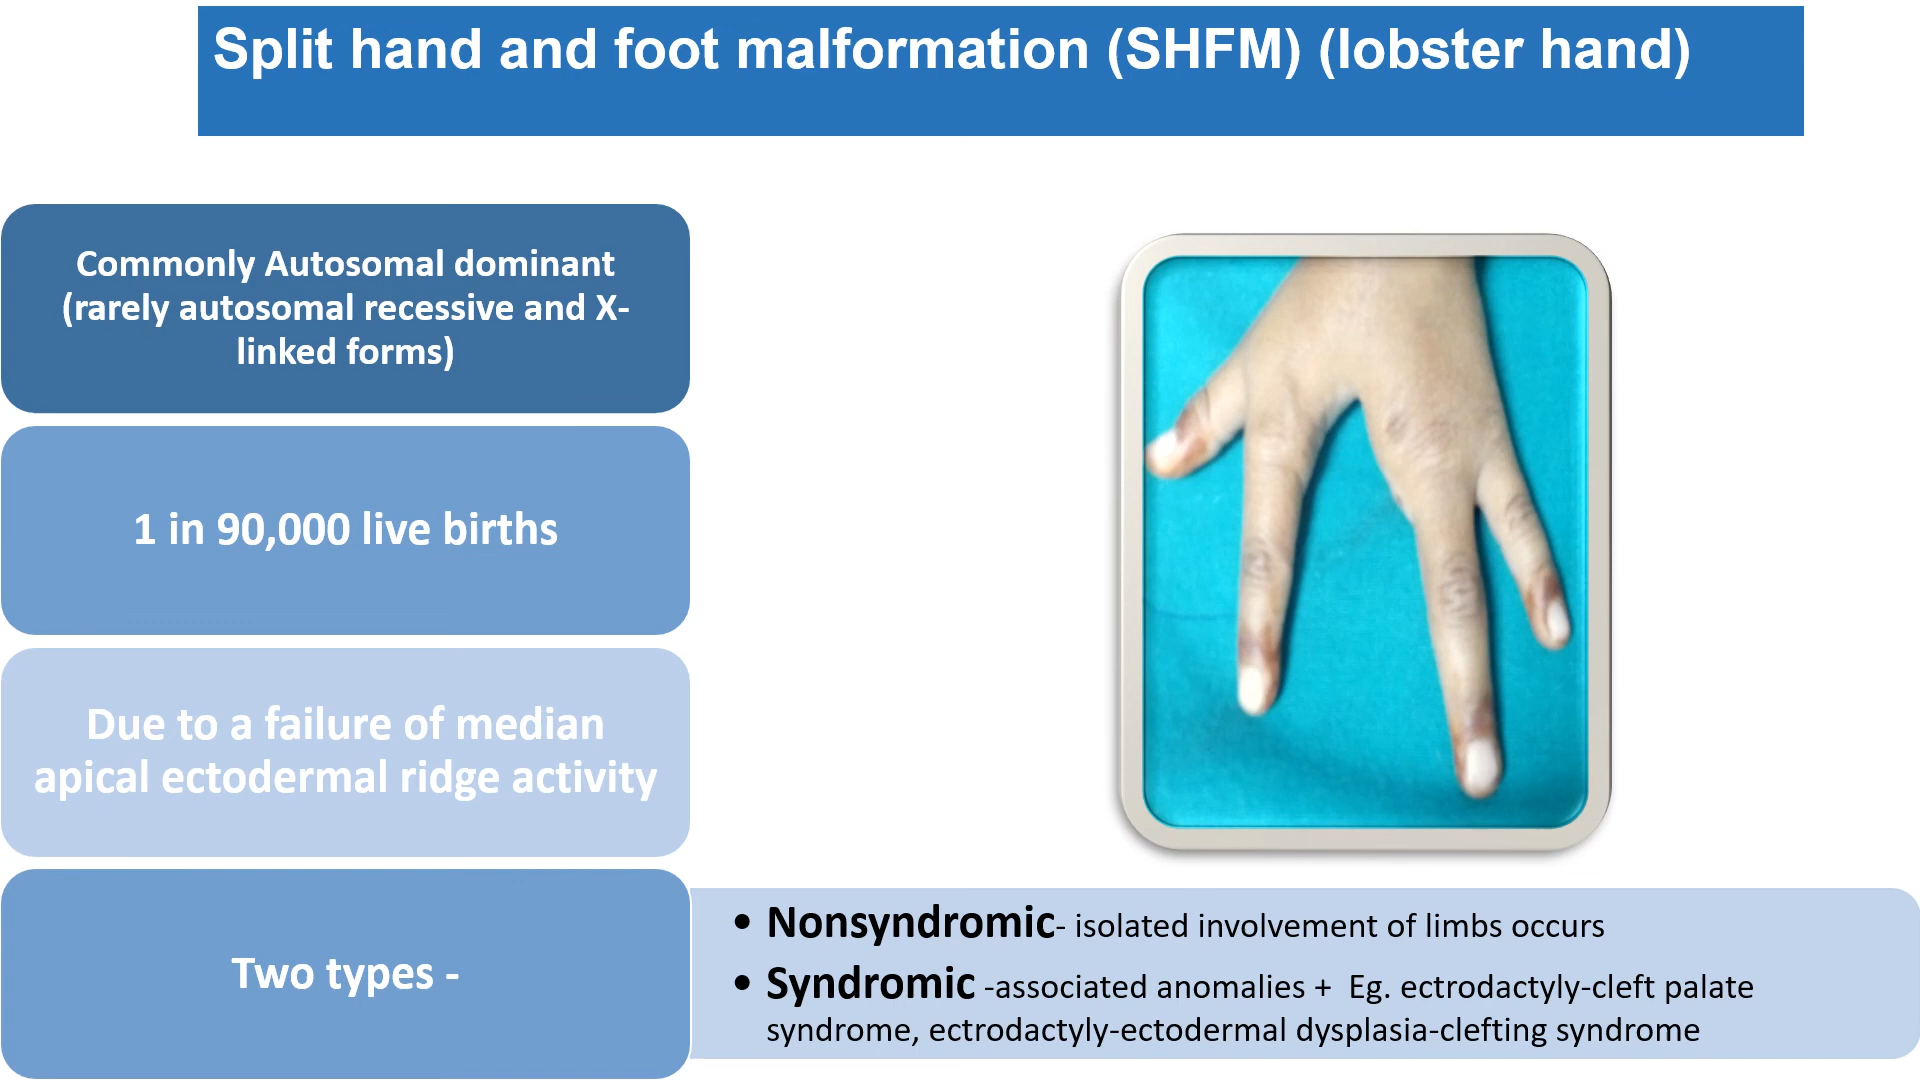 Split hand and foot malformation (SHFM) (lobster hand)
Commonly Autosomal dominant
(rarely autosomal recessive and X-
linked forms)
1 in 90,000 live births
Due to a failure of median
apical ectodermal ridge activity
Two types -
• Nonsyndromic- isolated involvement of limbs occurs
• Syndromic -associated anomalies +  Eg. ectrodactyly-cleft palate
syndrome, ectrodactyly-ectodermal dysplasia-clefting syndrome